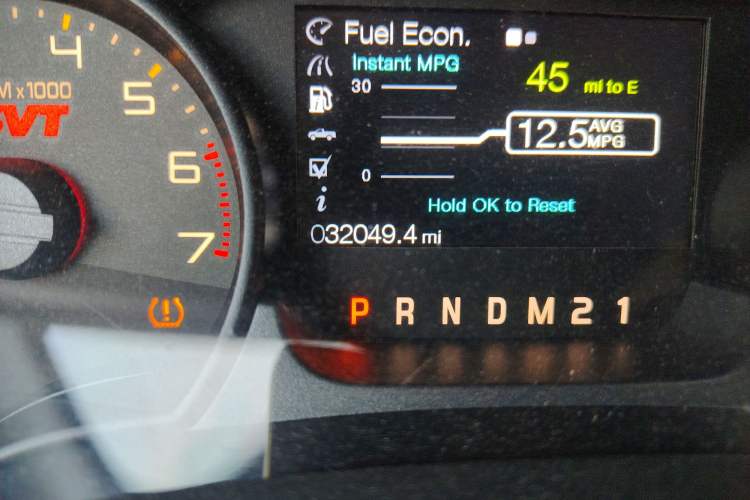 4
5
6
7
x1000
SVT
Fuel Econ.
Instant MPG
30
0
45 mi to E
12.5 AVG MPG
Hold OK to Reset
032049.4 mi
P R N D M 2 1